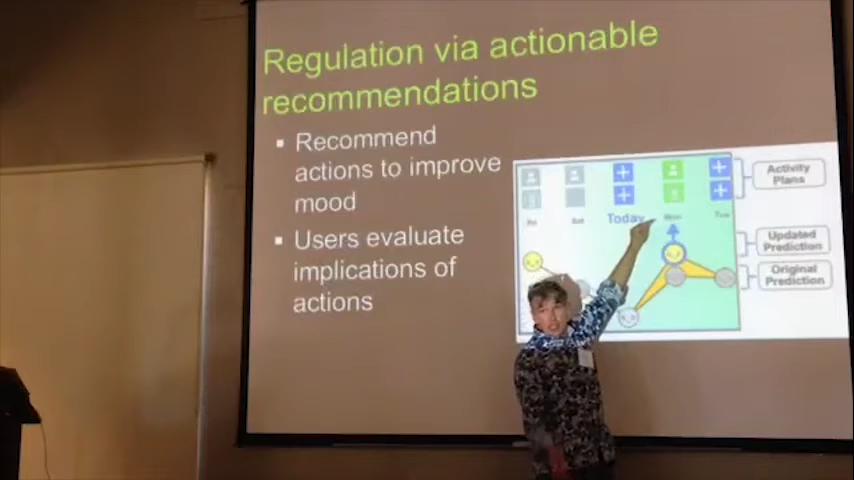 Regulation via actionable
recommendations
Recommend
actions to improve
mood
Users evaluate
implications of
actions
Activity
Plans
Today
Updated
Prediction
Original
Prediction